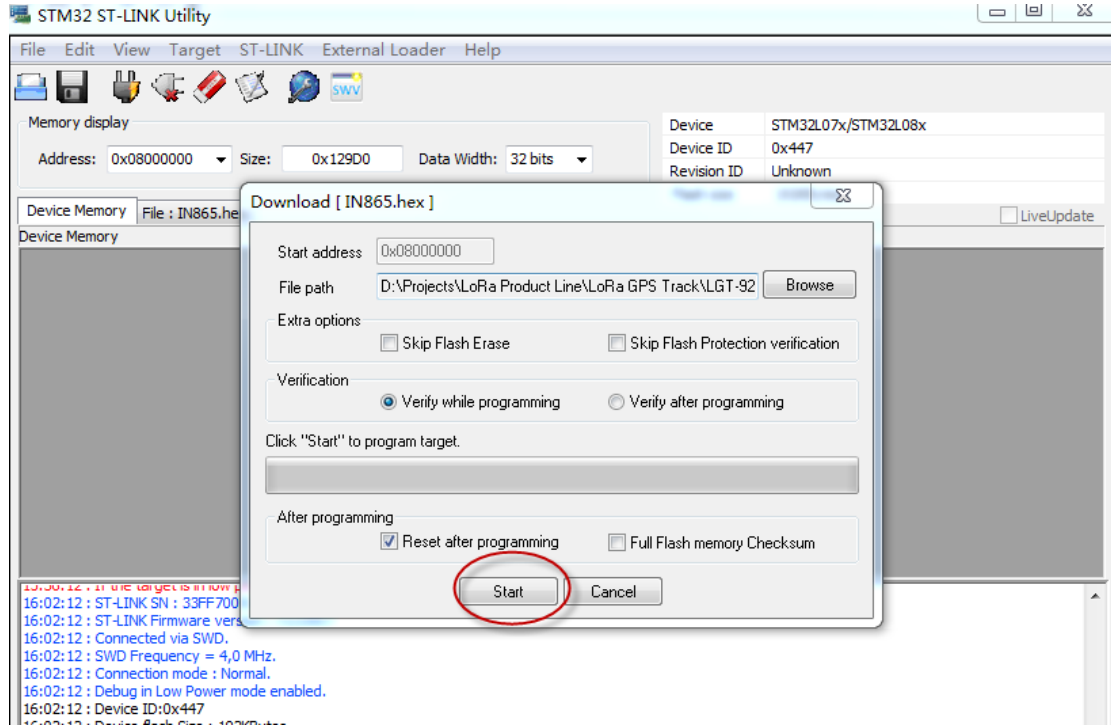 STM32 ST-LINK Utility
File Edit View Target ST-LINK External Loader Help
SWV
Memory display
Address: 0x08000000 Size: 0x129D0 Data Width: 32 bits
Device STM32L07x/STM32L08x
Device ID 0x447
Revision ID Unknown
Device Memory File : IN865.he
LiveUpdate
Device Memory
Download [ IN865.hex ]
Start address 0x08000000
File path D:\Projects\LoRa Product Line\LoRa GPS Track\LGT-92 Browse
Extra options
Skip Flash Erase Skip Flash Protection verification
Verification
Verify while programming Verify after programming
Click "Start" to program target.
After programming
Reset after programming Full Flash memory Checksum
Start Cancel
16:02:12 : ST-LINK SN : 33FF700
16:02:12 : ST-LINK Firmware vers
16:02:12 : Connected via SWD.
16:02:12 : SWD Frequency = 4,0 MHz.
16:02:12 : Connection mode : Normal.
16:02:12 : Debug in Low Power mode enabled.
16:02:12 : Device ID:0x447